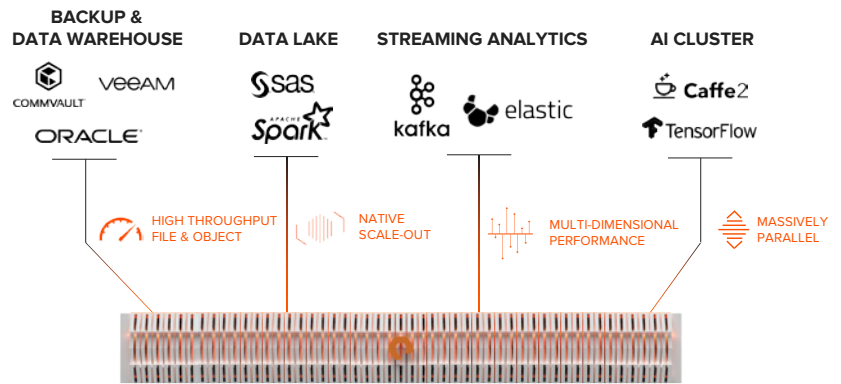 BACKUP &
DATA WAREHOUSE
DATA LAKE
STREAMING ANALYTICS
AI CLUSTER
COMMVAULT
veeAM
ORACLE
sas
APACHE
Spark
kafka
elastic
Caffe2
TensorFlow
HIGH THROUGHPUT
FILE & OBJECT
NATIVE
SCALE-OUT
MULTI-DIMENSIONAL
PERFORMANCE
MASSIVELY
PARALLEL